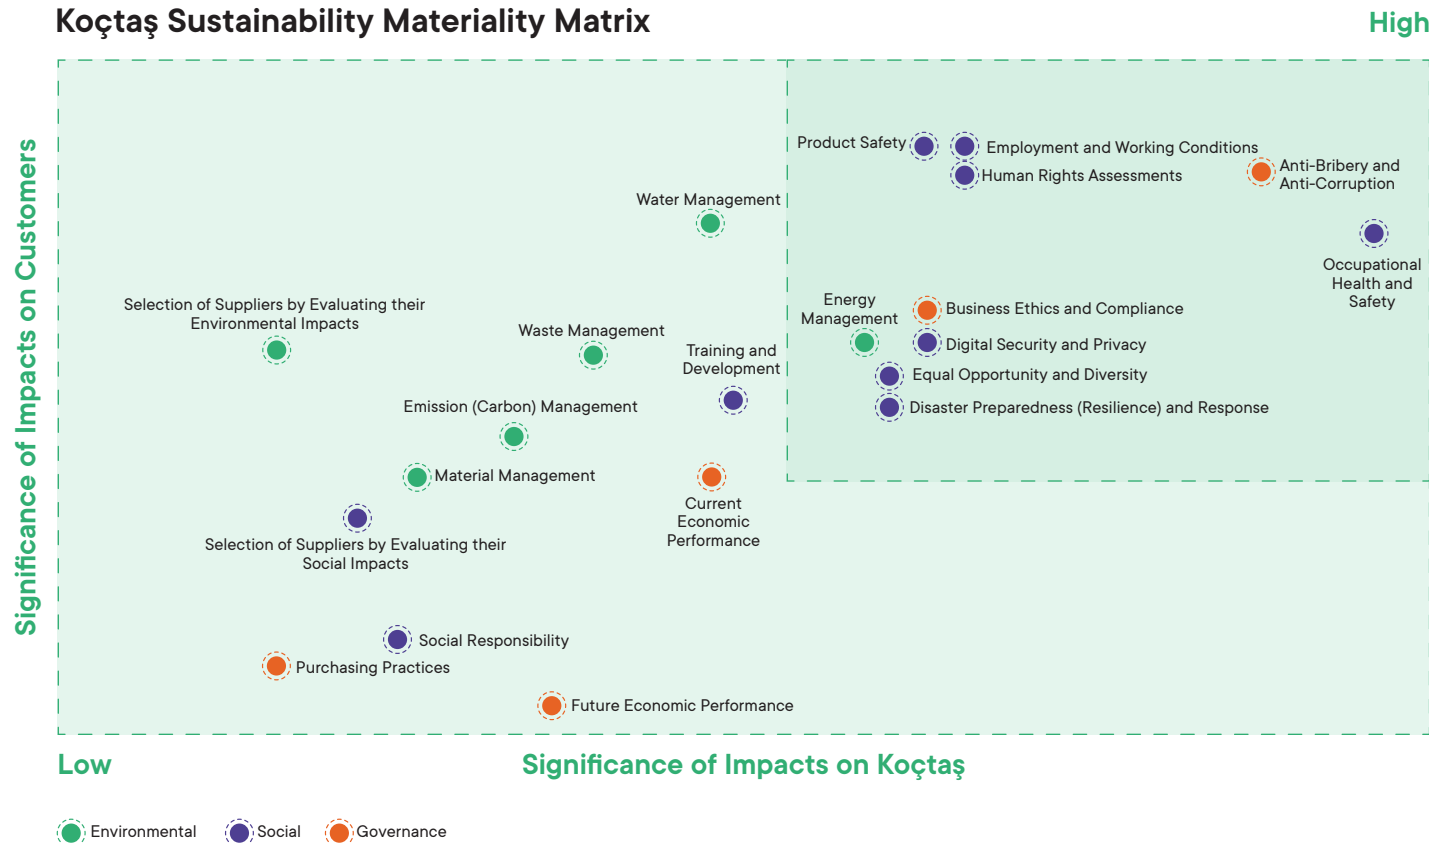 Koçtaş Sustainability Materiality Matrix
High
Significance of Impacts on Customers
Product Safety
Employment and Working Conditions
Human Rights Assessments
Anti-Bribery and
Anti-Corruption
Water Management
Occupational
Health and
Safety
Selection of Suppliers by Evaluating their
Environmental Impacts
Energy
Management
Business Ethics and Compliance
Waste Management
Digital Security and Privacy
Training and
Development
Equal Opportunity and Diversity
Emission (Carbon) Management
Disaster Preparedness (Resilience) and Response
Material Management
Current
Economic
Performance
Selection of Suppliers by Evaluating their
Social Impacts
Social Responsibility
Purchasing Practices
Future Economic Performance
Low
Significance of Impacts on Koçtaş
Environmental
Social
Governance